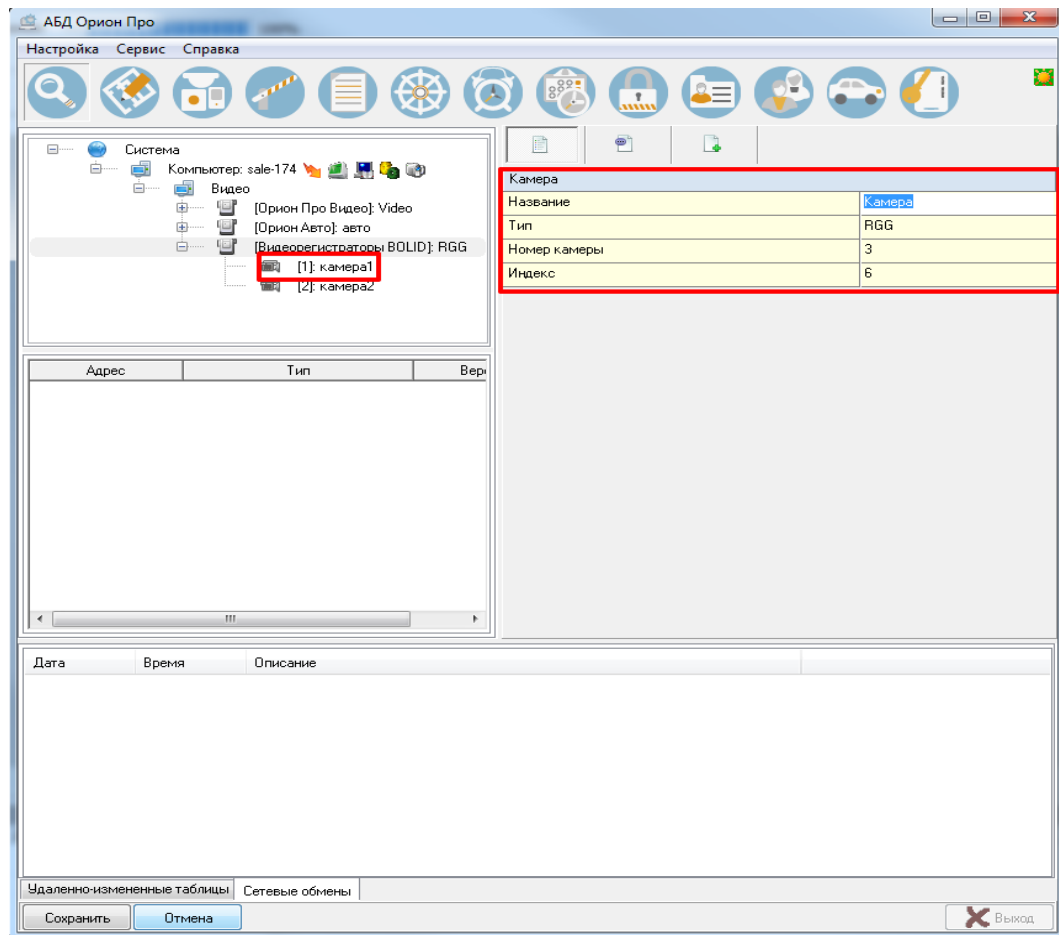 АБД Орион Про
Настройка Сервис Справка
Система
Компьютер: sale-174
Видео
[Орион Про Видео]: Video
[Орион Авто]: авто
[Видеорегистраторы BOLID]: RGG
[1]: камера1
[2]: камера2
Камера
Название Камера
Тип RGG
Номер камеры 3
Индекс 6
Адрес Тип Верс
Дата Время Описание
Удаленно-измененные таблицы Сетевые обмены
Сохранить Отмена Выход